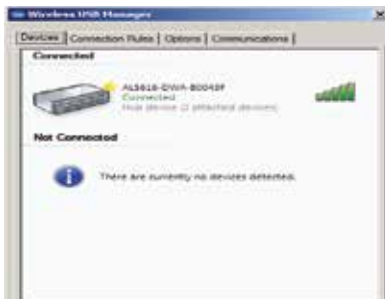 Wireless USB Manager
Devices Connection Rules Options Communications
Connected
Connected
Hub device (2 attached devices)
Not Connected
There are currently no devices detected.